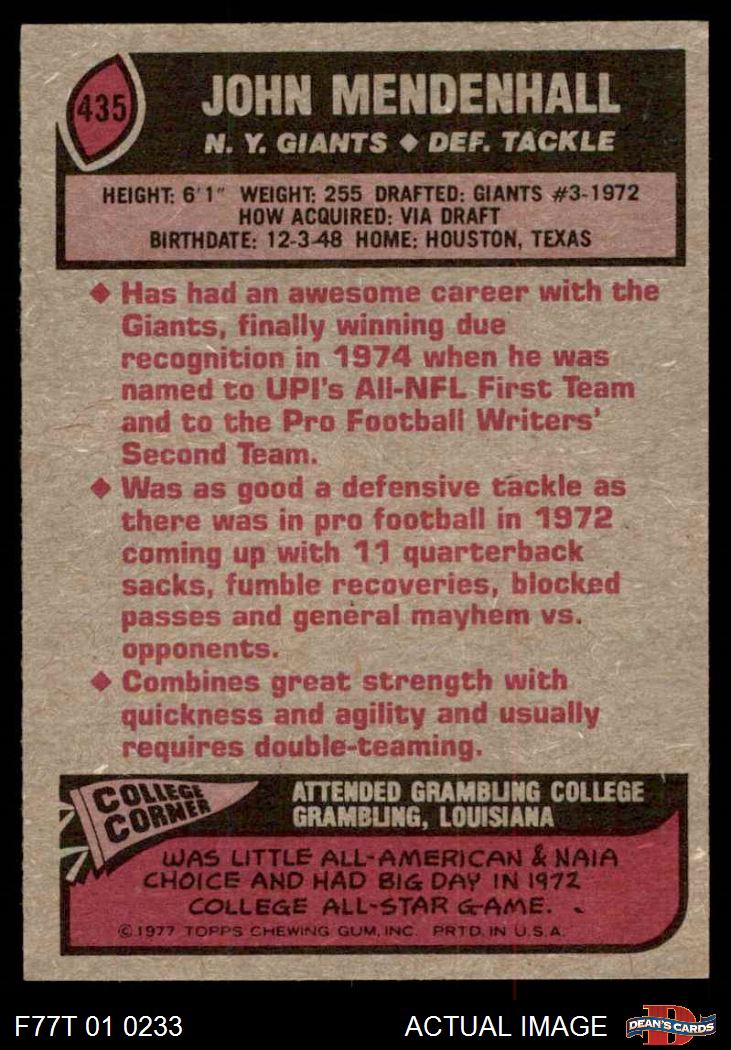 435
JOHN MENDENHALL
N. Y. GIANTS ◆ DEF. TACKLE
HEIGHT: 6'1" WEIGHT: 255 DRAFTED: GIANTS #3-1972
HOW ACQUIRED: VIA DRAFT
BIRTHDATE: 12-3-48 HOME: HOUSTON, TEXAS
◆ Has had an awesome career with the
Giants, finally winning due
recognition in 1974 when he was
named to UPI's All-NFL First Team
and to the Pro Football Writers'
Second Team.
◆ Was as good a defensive tackle as
there was in pro football in 1972
coming up with 11 quarterback
sacks, fumble recoveries, blocked
passes and general mayhem vs.
opponents.
◆ Combines great strength with
quickness and agility and usually
requires double-teaming.
COLLEGE
CORNER
ATTENDED GRAMBLING COLLEGE
GRAMBLING, LOUISIANA
WAS LITTLE ALL-AMERICAN & NAIA
CHOICE AND HAD BIG DAY IN 1972
COLLEGE ALL-STAR GAME.
©1977 TOPPS CHEWING GUM, INC. PRTD. IN U.S.A.
F77T 01 0233
ACTUAL IMAGE
D
DEAN'S CARDS